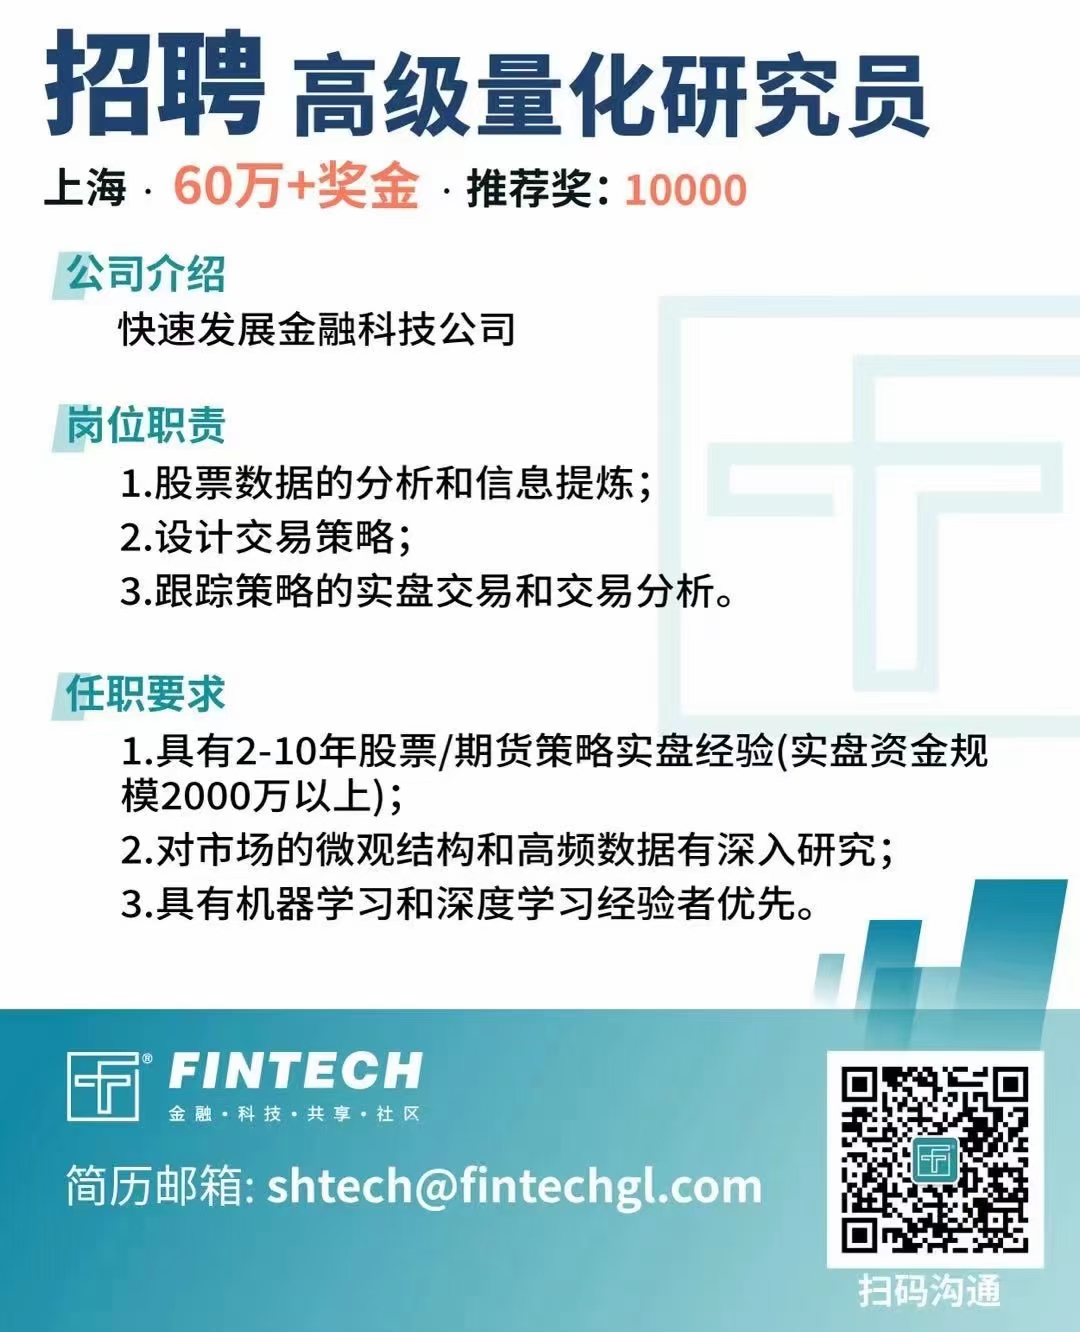 招聘 高级量化研究员
上海 · 60万+奖金 · 推荐奖：10000
公司介绍
快速发展金融科技公司
岗位职责
1.股票数据的分析和信息提炼；
2.设计交易策略；
3.跟踪策略的实盘交易和交易分析。
任职要求
1.具有2-10年股票/期货策略实盘经验(实盘资金规
模2000万以上)；
2.对市场的微观结构和高频数据有深入研究；
3.具有机器学习和深度学习经验者优先。
® FINTECH
金融·科技·共享·社区
简历邮箱: shtech@fintechgl.com
扫码沟通